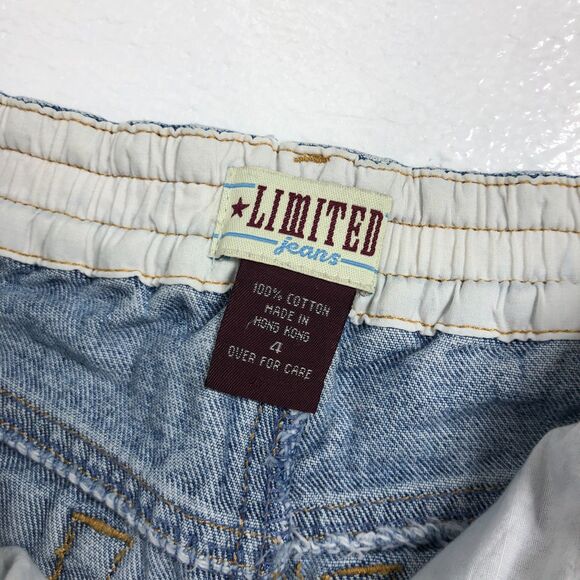 ★LIMITED
jeans
100% COTTON
MADE IN
HONG KONG
4
OVER FOR CARE